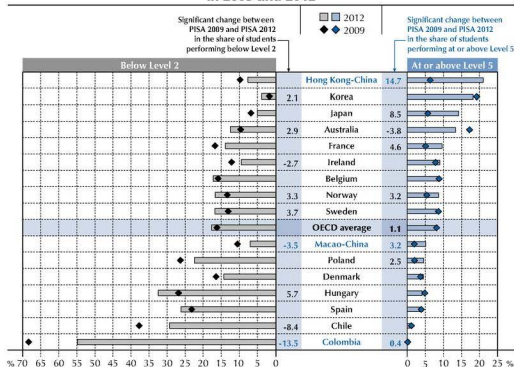 Significant change between
PISA 2009 and PISA 2012
in the share of students
performing below Level 2
2012
2009
Significant change between
PISA 2009 and PISA 2012
in the share of students
performing at or above Level 5
Below Level 2
At or above Level 5
Hong Kong-China 14.7
2.1 Korea
Japan 8.5
2.9 Australia -3.8
France 4.6
-2.7 Ireland
Belgium
3.3 Norway 3.2
3.7 Sweden
OECD average 1.1
-3.5 Macao-China 3.2
Poland 2.5
Denmark
5.7 Hungary
Spain
-8.4 Chile
-13.5 Colombia 0.4
% 70 65 60 55 50 45 40 35 30 25 20 15 10 5 0 0 5 10 15 20 25 %